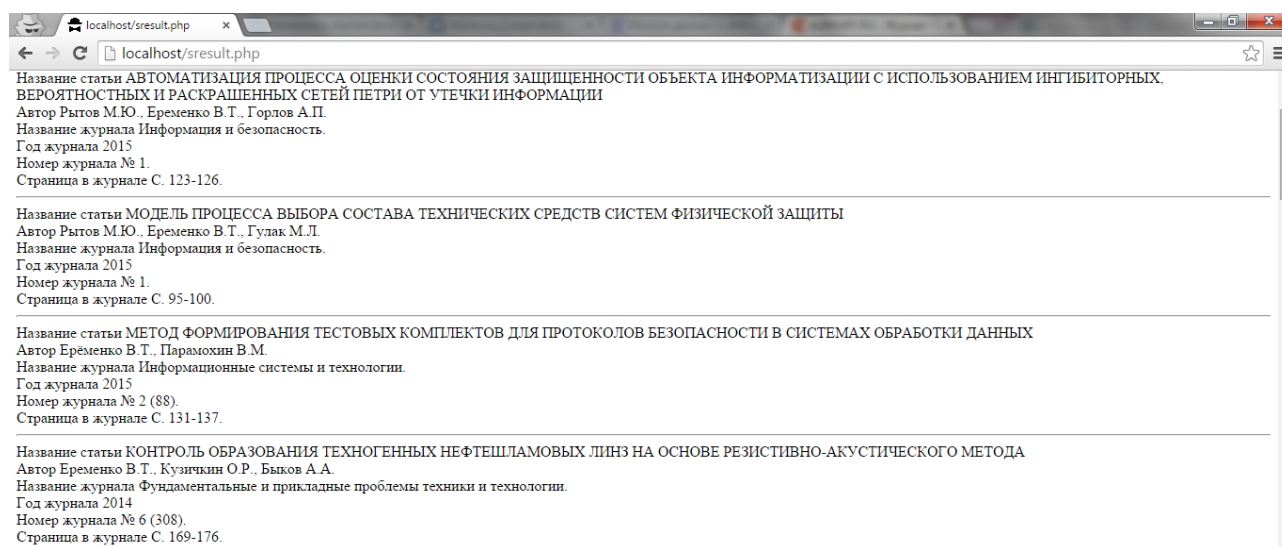 localhost/sresult.php
localhost/sresult.php
Название статьи АВТОМАТИЗАЦИЯ ПРОЦЕССА ОЦЕНКИ СОСТОЯНИЯ ЗАЩИЩЕННОСТИ ОБЪЕКТА ИНФОРМАТИЗАЦИИ С ИСПОЛЬЗОВАНИЕМ ИНГИБИТОРНЫХ,
ВЕРОЯТНОСТНЫХ И РАСКРАШЕННЫХ СЕТЕЙ ПЕТРИ ОТ УТЕЧКИ ИНФОРМАЦИИ
Автор Рытов М.Ю., Еременко В.Т., Горлов А.П.
Название журнала Информация и безопасность.
Год журнала 2015
Номер журнала № 1.
Страница в журнале С. 123-126.
Название статьи МОДЕЛЬ ПРОЦЕССА ВЫБОРА СОСТАВА ТЕХНИЧЕСКИХ СРЕДСТВ СИСТЕМ ФИЗИЧЕСКОЙ ЗАЩИТЫ
Автор Рытов М.Ю., Еременко В.Т., Гулак М.Л.
Название журнала Информация и безопасность.
Год журнала 2015
Номер журнала № 1.
Страница в журнале С. 95-100.
Название статьи МЕТОД ФОРМИРОВАНИЯ ТЕСТОВЫХ КОМПЛЕКТОВ ДЛЯ ПРОТОКОЛОВ БЕЗОПАСНОСТИ В СИСТЕМАХ ОБРАБОТКИ ДАННЫХ
Автор Ерёменко В.Т., Парамохин В.М.
Название журнала Информационные системы и технологии.
Год журнала 2015
Номер журнала № 2 (88).
Страница в журнале С. 131-137.
Название статьи КОНТРОЛЬ ОБРАЗОВАНИЯ ТЕХНОГЕННЫХ НЕФТЕШЛАМОВЫХ ЛИНЗ НА ОСНОВЕ РЕЗИСТИВНО-АКУСТИЧЕСКОГО МЕТОДА
Автор Еременко В.Т., Кузичкин О.Р., Быков А.А.
Название журнала Фундаментальные и прикладные проблемы техники и технологии.
Год журнала 2014
Номер журнала № 6 (308).
Страница в журнале С. 169-176.